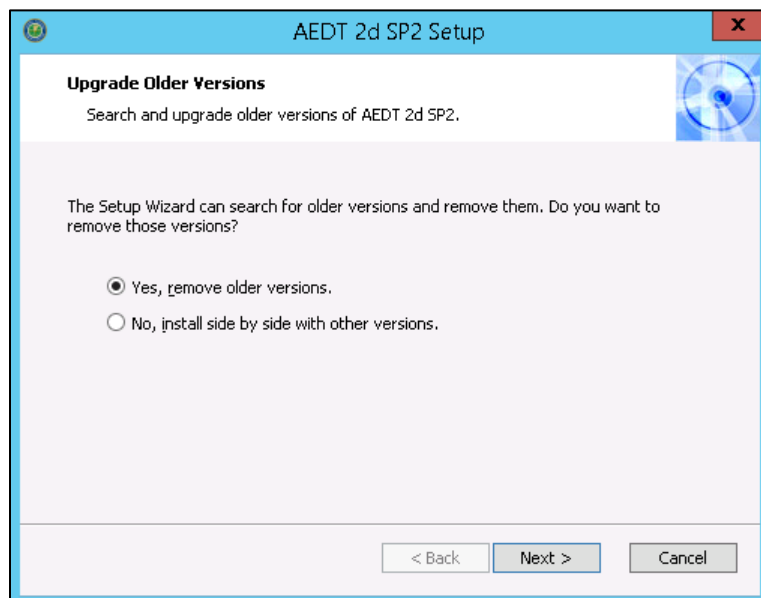 AEDT 2d SP2 Setup
x
Upgrade Older Versions
Search and upgrade older versions of AEDT 2d SP2.
The Setup Wizard can search for older versions and remove them. Do you want to
remove those versions?
Yes, remove older versions.
No, install side by side with other versions.
< Back Next > Cancel